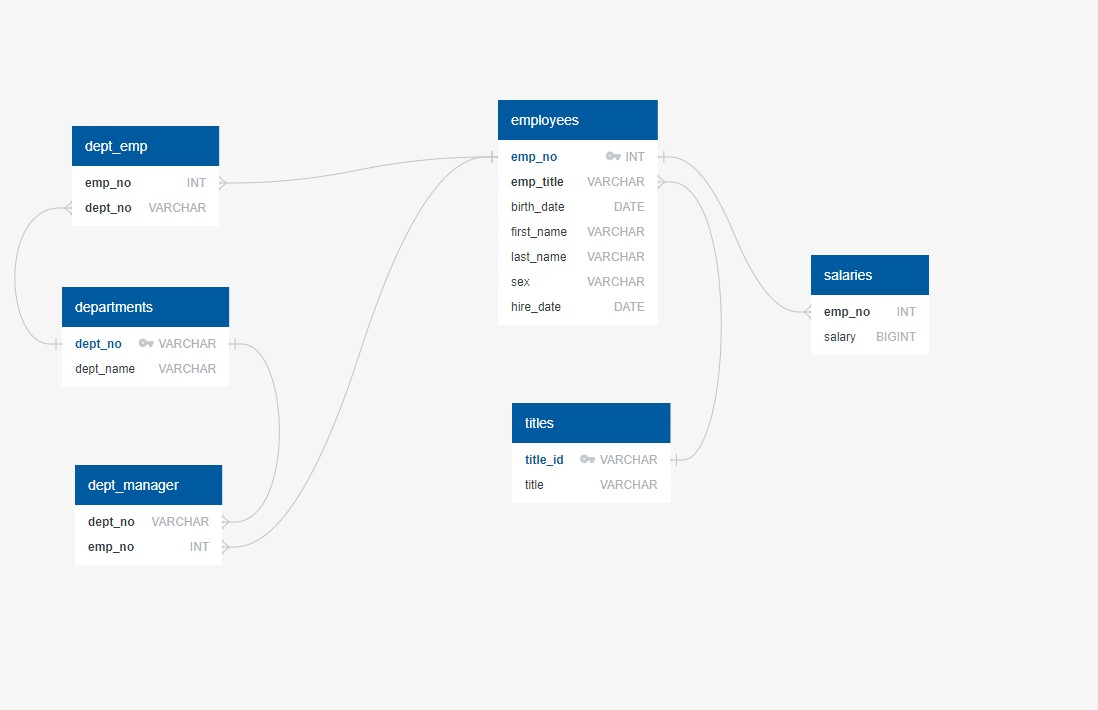 dept_emp
emp_no INT
dept_no VARCHAR
departments
dept_no VARCHAR
dept_name VARCHAR
dept_manager
dept_no VARCHAR
emp_no INT
employees
emp_no INT
emp_title VARCHAR
birth_date DATE
first_name VARCHAR
last_name VARCHAR
sex VARCHAR
hire_date DATE
titles
title_id VARCHAR
title VARCHAR
salaries
emp_no INT
salary BIGINT